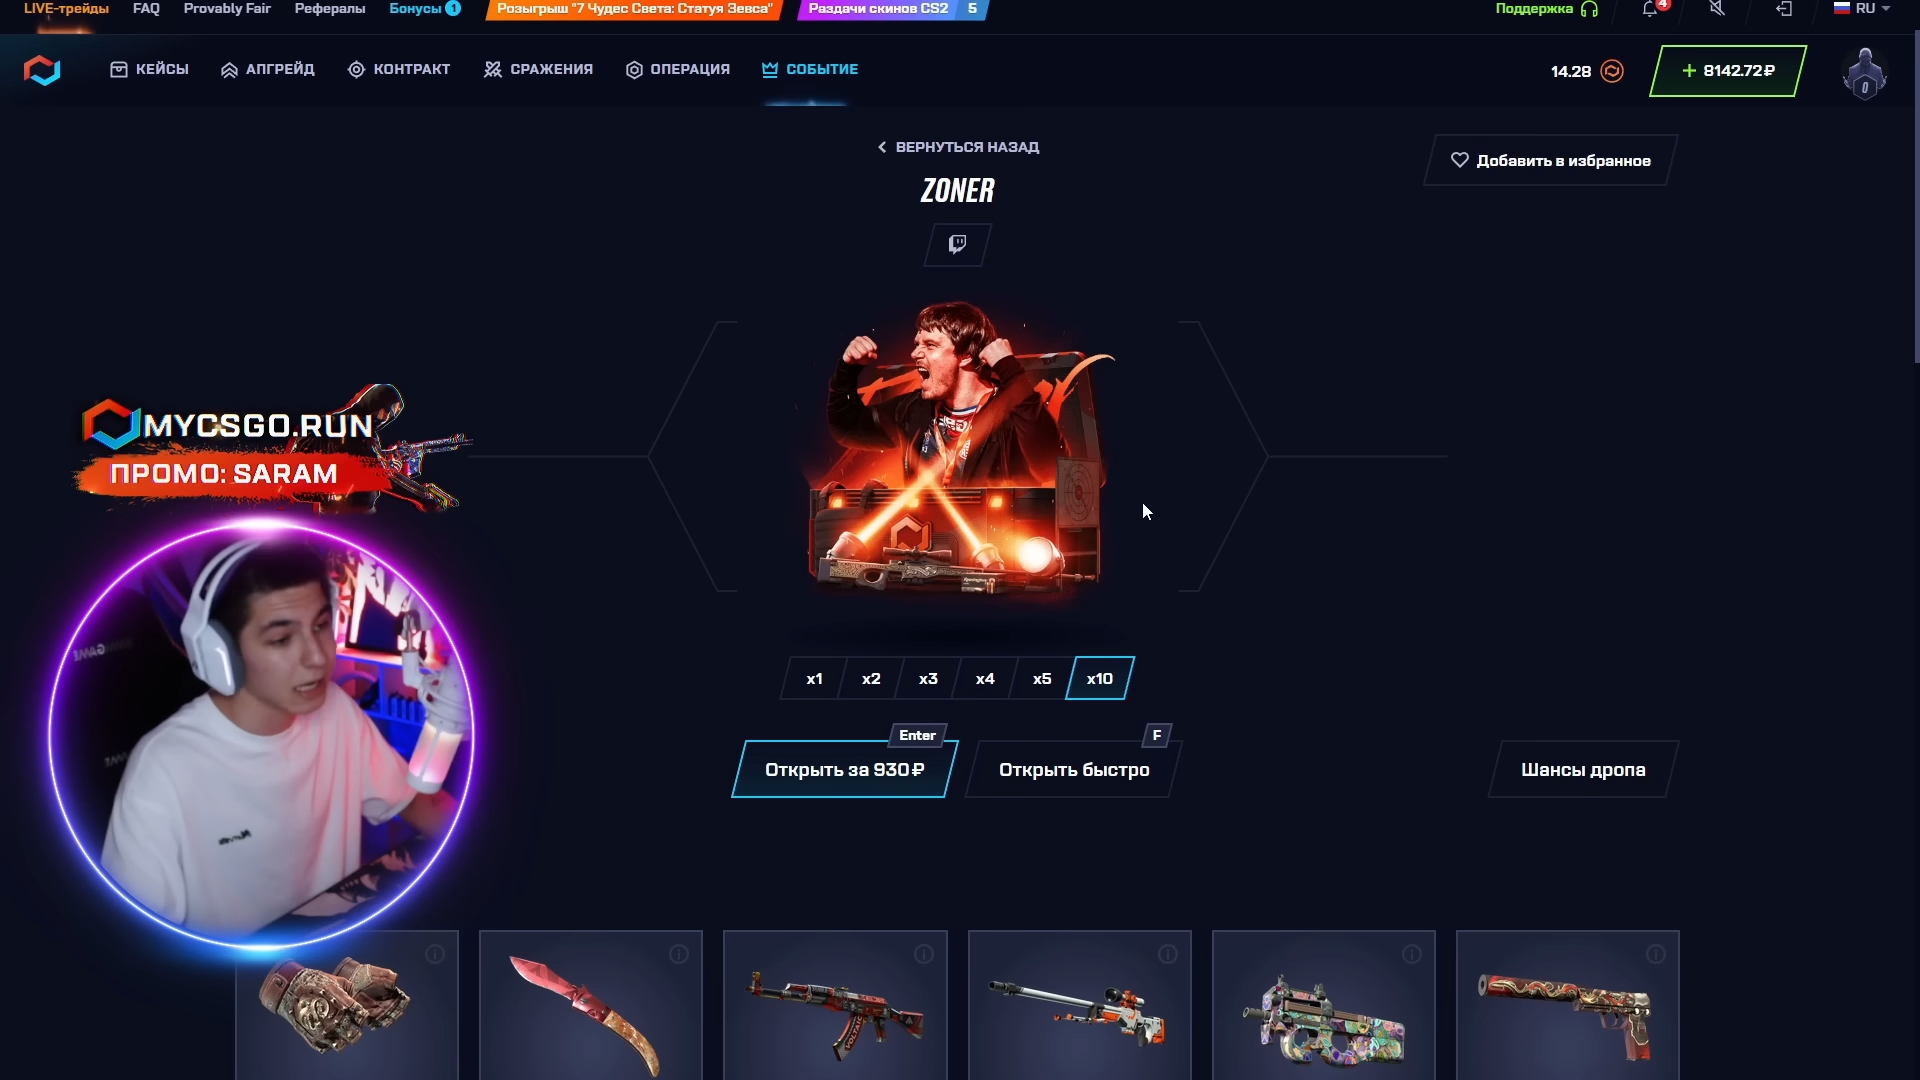 LIVE-трейды FAQ Provably Fair Рефералы Бонусы 1 Розыгрыш "7 Чудес Света: Статуя Зевса" Раздачи скинов CS2 5 Поддержка 4 RU
КЕЙСЫ АПГРЕЙД КОНТРАКТ СРАЖЕНИЯ ОПЕРАЦИЯ СОБЫТИЕ 14.28 + 8142.72₽ 0
ВЕРНУТЬСЯ НАЗАД
Добавить в избранное
ZONER
MYCSGO.RUN
ПРОМО: SARAM
x1 x2 x3 x4 x5 x10
Enter F
Открыть за 930₽ Открыть быстро Шансы дропа